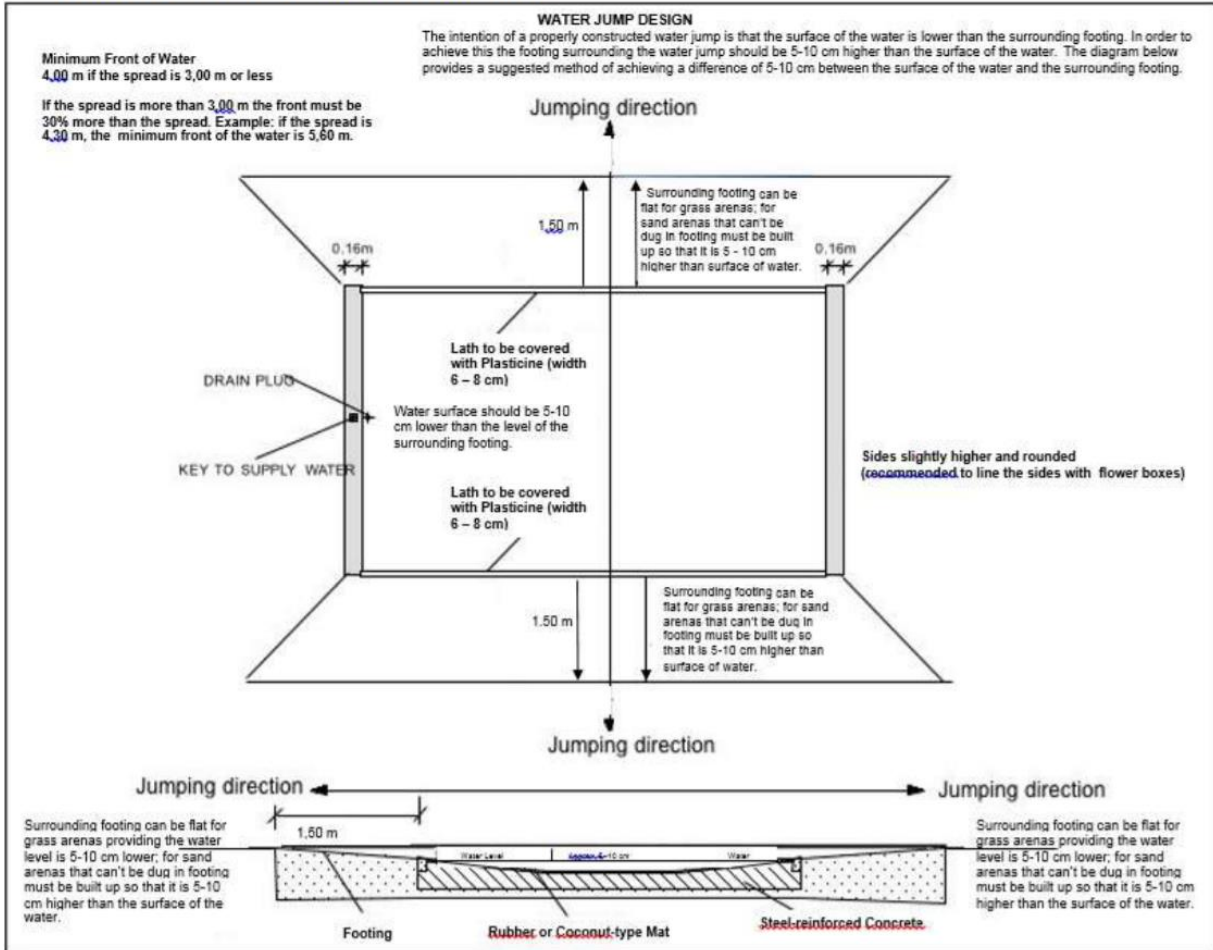 WATER JUMP DESIGN
The intention of a properly constructed water jump is that the surface of the water is lower than the surrounding footing. In order to
achieve this the footing surrounding the water jump should be 5-10 cm higher than the surface of the water. The diagram below
provides a suggested method of achieving a difference of 5-10 cm between the surface of the water and the surrounding footing.
Minimum Front of Water
4,00 m if the spread is 3,00 m or less
If the spread is more than 3,00 m the front must be
30% more than the spread. Example: if the spread is
4,30 m, the minimum front of the water is 5,60 m.
Jumping direction
1,50 m
Surrounding footing can be
flat for grass arenas; for
sand arenas that can't be
dug in footing must be built
up so that it is 5 - 10 cm
higher than surface of water.
0.16m
0.16m
Lath to be covered
with Plasticine (width
6 – 8 cm)
DRAIN PLUG
Water surface should be 5-10
cm lower than the level of the
surrounding footing.
KEY TO SUPPLY WATER
Sides slightly higher and rounded
(recommended to line the sides with flower boxes)
Lath to be covered
with Plasticine (width
6 – 8 cm)
1.50 m
Surrounding footing can be
flat for grass arenas; for sand
arenas that can't be dug in
footing must be built up so
that it is 5-10 cm higher than
surface of water.
Jumping direction
Jumping direction
Jumping direction
Surrounding footing can be flat for
grass arenas providing the water
level is 5-10 cm lower; for sand
arenas that can't be dug in footing
must be built up so that it is 5-10
cm higher than the surface of the
water.
1,50 m
Water Level
10 cm
Water
Surrounding footing can be flat for
grass arenas providing the water
level is 5-10 cm lower; for sand
arenas that can't be dug in footing
must be built up so that it is 5-10 cm
higher than the surface of the water.
Footing
Rubber or Coconut-type Mat
Steel-reinforced Concrete